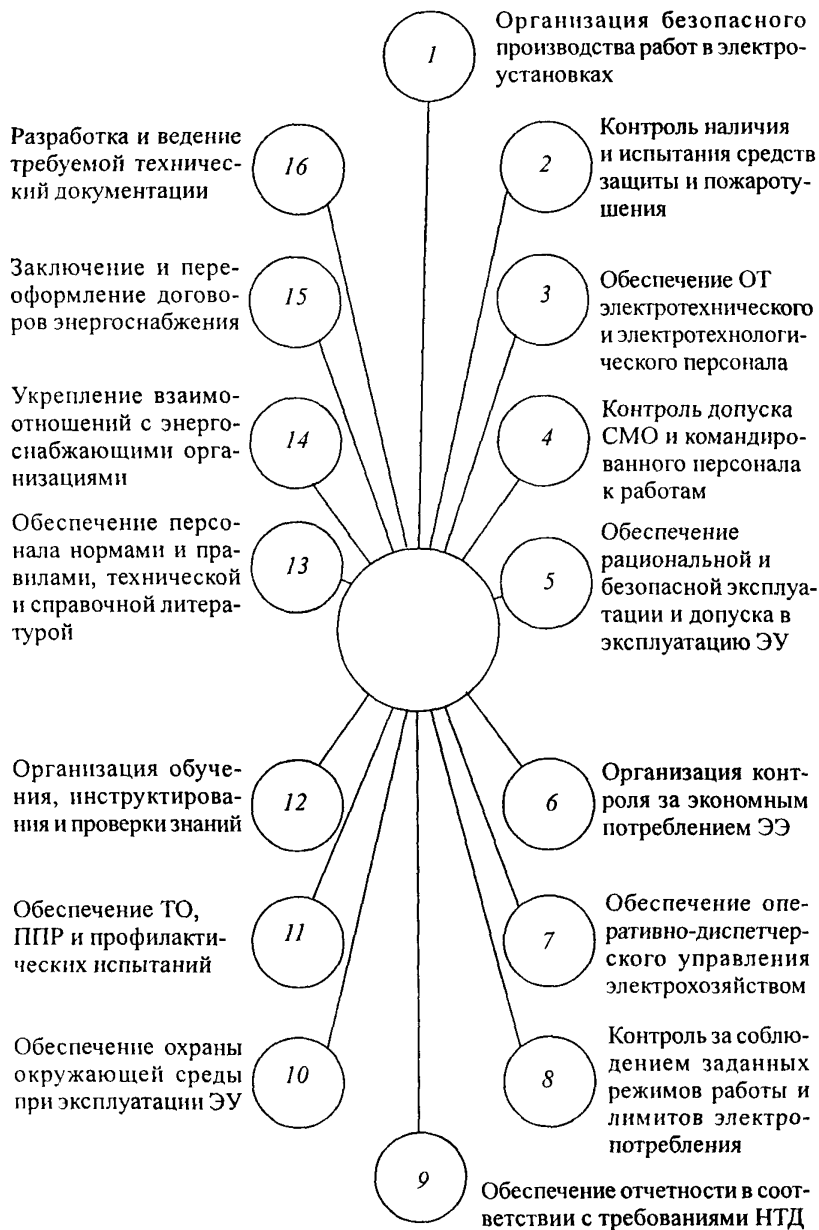 1
Организация безопасного
производства работ в электро-
установках
2
Контроль наличия
и испытания средств
защиты и пожароту-
шения
3
Обеспечение ОТ
электротехнического
и электротехнологи-
ческого персонала
4
Контроль допуска
СМО и командиро-
ванного персонала
к работам
5
Обеспечение
рациональной и
безопасной эксплуа-
тации и допуска в
эксплуатацию ЭУ
6
Организация конт-
роля за экономным
потреблением ЭЭ
7
Обеспечение опе-
ративно-диспетчер-
ского управления
электрохозяйством
8
Контроль за соблю-
дением заданных
режимов работы и
лимитов электро-
потребления
9
Обеспечение отчетности в соот-
ветствии с требованиями НТД
10
Обеспечение охраны
окружающей среды
при эксплуатации ЭУ
11
Обеспечение ТО,
ППР и профилакти-
ческих испытаний
12
Организация обуче-
ния, инструктирова-
ния и проверки знаний
13
Обеспечение персо-
нала нормами и пра-
вилами, технической
и справочной литера-
турой
14
Укрепление взаимо-
отношений с энерго-
снабжающими орга-
низациями
15
Заключение и пере-
оформление догово-
ров энергоснабжения
16
Разработка и ведение
требуемой техничес-
кий документации